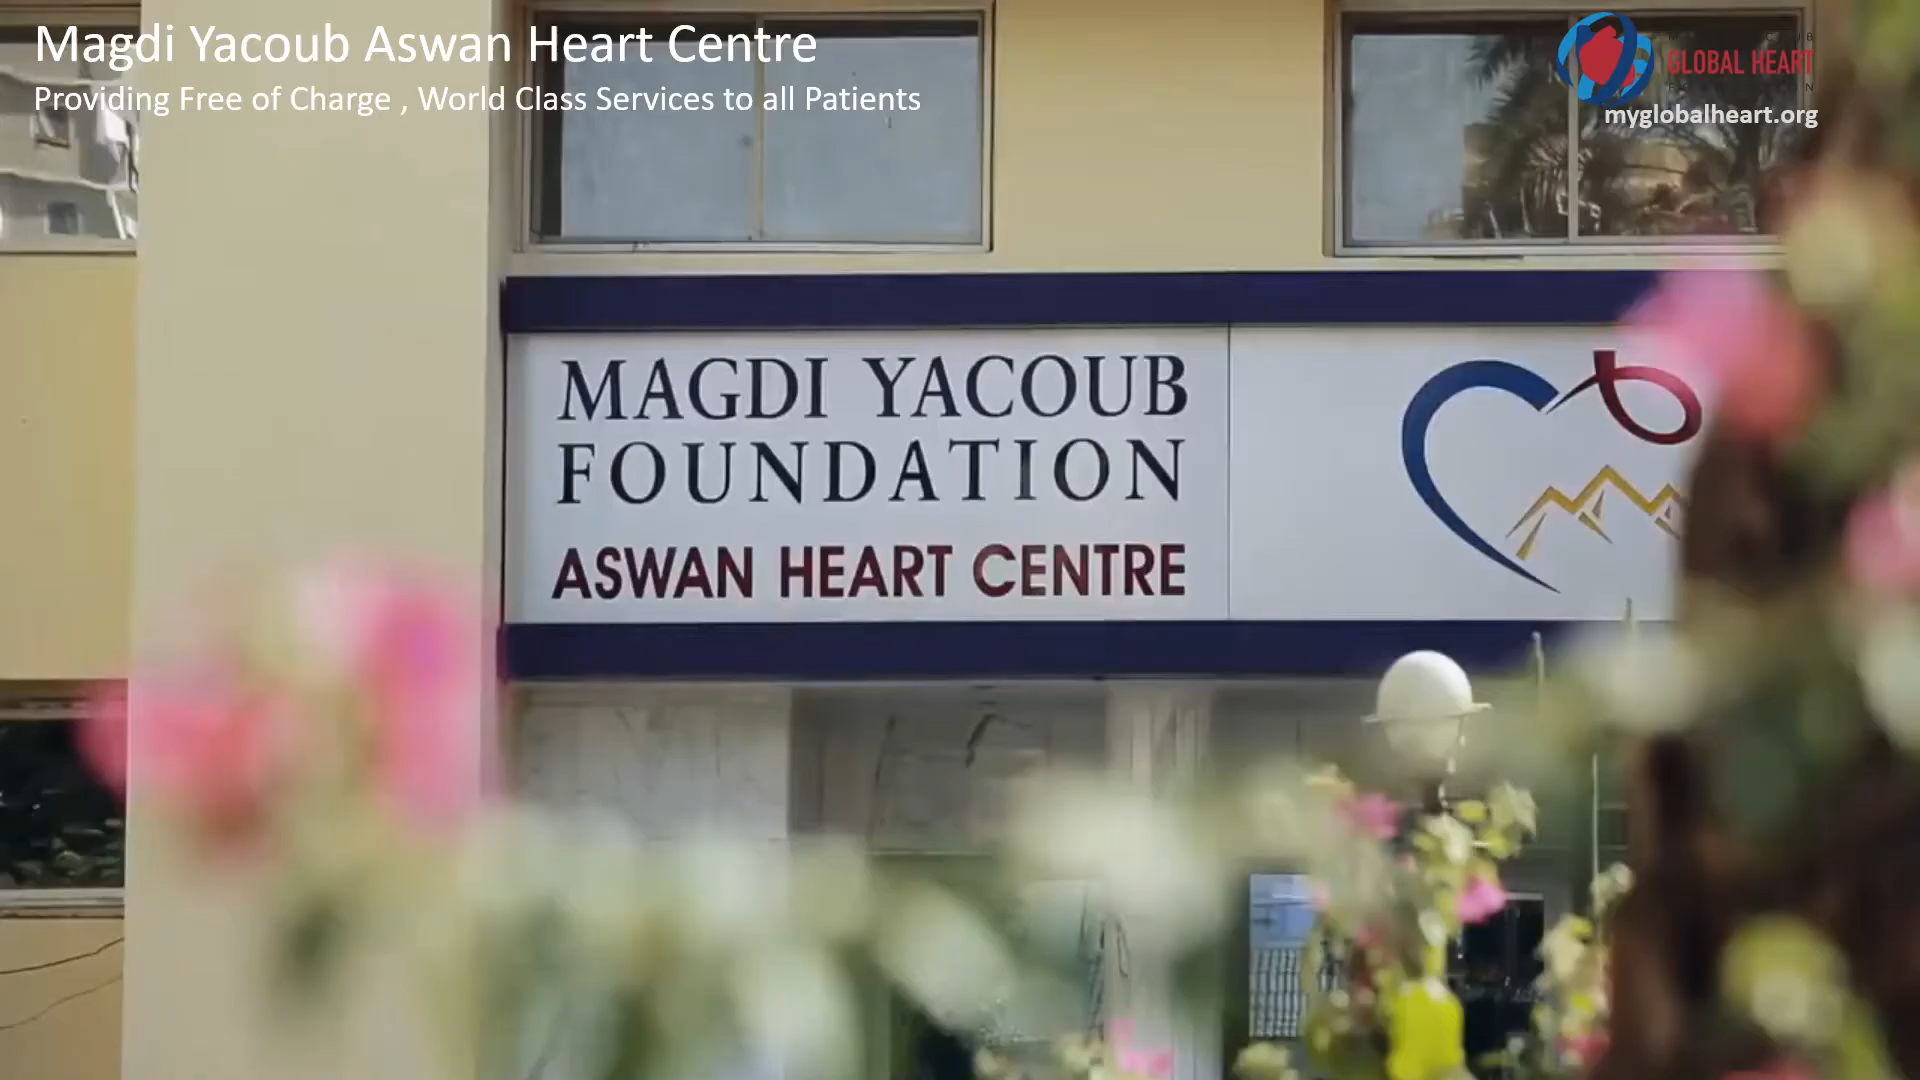 Magdi Yacoub Aswan Heart Centre
Providing Free of Charge , World Class Services to all Patients
GLOBAL HEART
myglobalheart.org
MAGDI YACOUB
FOUNDATION
ASWAN HEART CENTRE